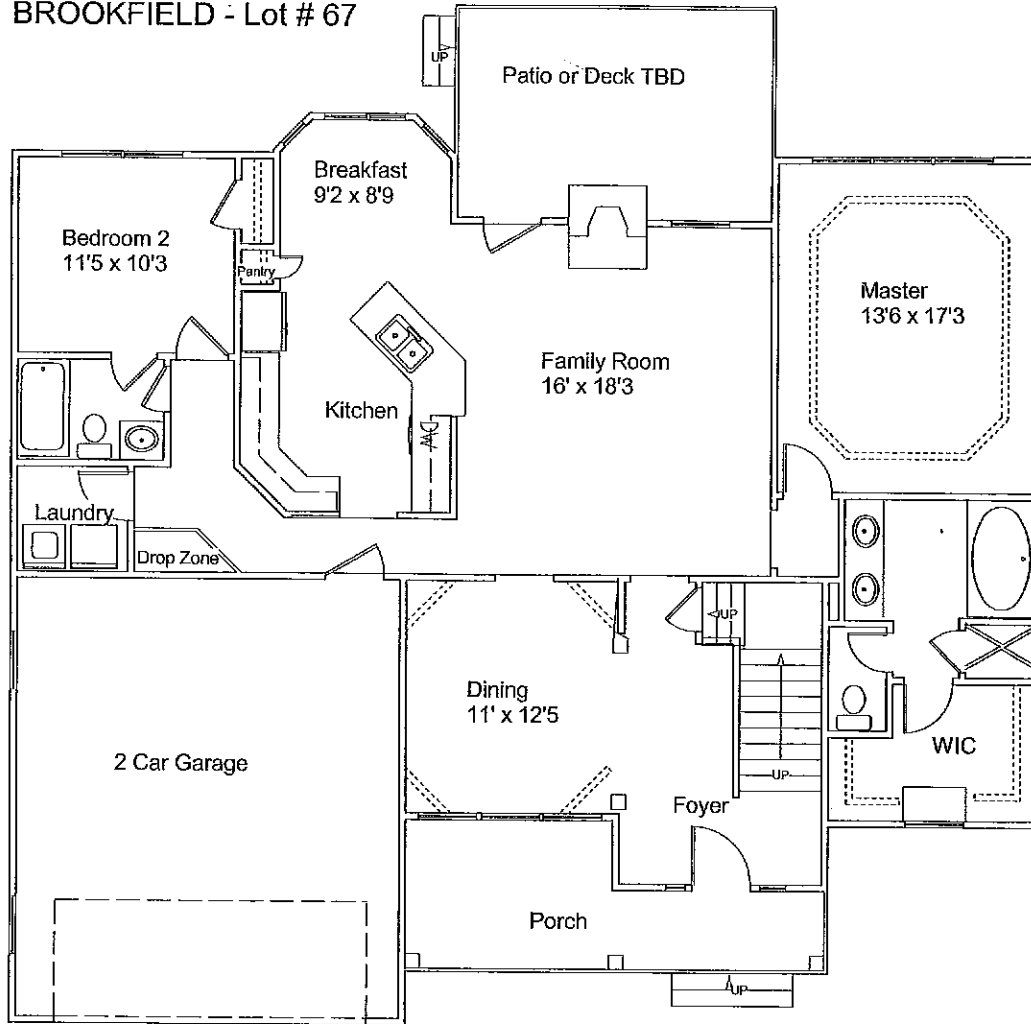 BROOKFIELD - Lot # 67
UP
Patio or Deck TBD
Breakfast
9'2 x 8'9
Bedroom 2
11'5 x 10'3
Pantry
Master
13'6 x 17'3
Family Room
16' x 18'3
Kitchen
DW
Laundry
Drop Zone
UP
Dining
11' x 12'5
2 Car Garage
WIC
UP
Foyer
Porch
UP